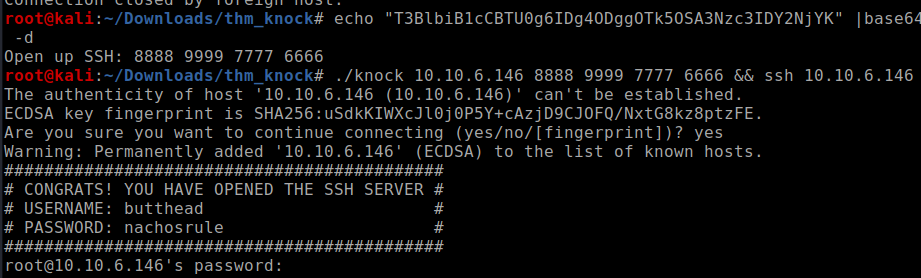 Connection closed by foreign host.
root@kali:~/Downloads/thm_knock# echo "T3BlbiB1cCBTU0g6IDg4ODggOTk5OSA3Nzc3IDY2NjYK" |base64
 -d
Open up SSH: 8888 9999 7777 6666
root@kali:~/Downloads/thm_knock# ./knock 10.10.6.146 8888 9999 7777 6666 && ssh 10.10.6.146
The authenticity of host '10.10.6.146 (10.10.6.146)' can't be established.
ECDSA key fingerprint is SHA256:uSdkKIWXcJl0j0P5Y+cAzjD9CJOFQ/NxtG8kz8ptzFE.
Are you sure you want to continue connecting (yes/no/[fingerprint])? yes
Warning: Permanently added '10.10.6.146' (ECDSA) to the list of known hosts.
############################################
# CONGRATS! YOU HAVE OPENED THE SSH SERVER #
# USERNAME: butthead                       #
# PASSWORD: nachosrule                     #
############################################
root@10.10.6.146's password: